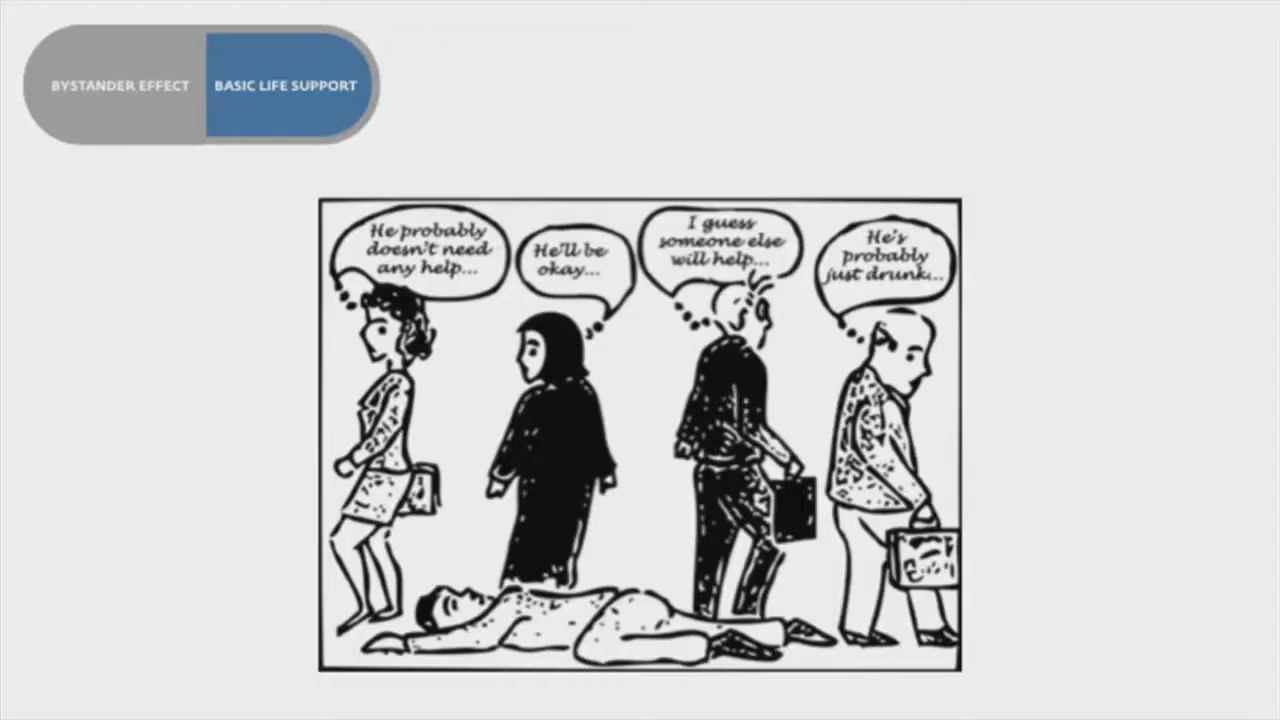 BYSTANDER EFFECT
BASIC LIFE SUPPORT
He probably
doesn't need
any help...
He'll be
okay...
I guess
someone else
will help...
He's
probably
just drunk...